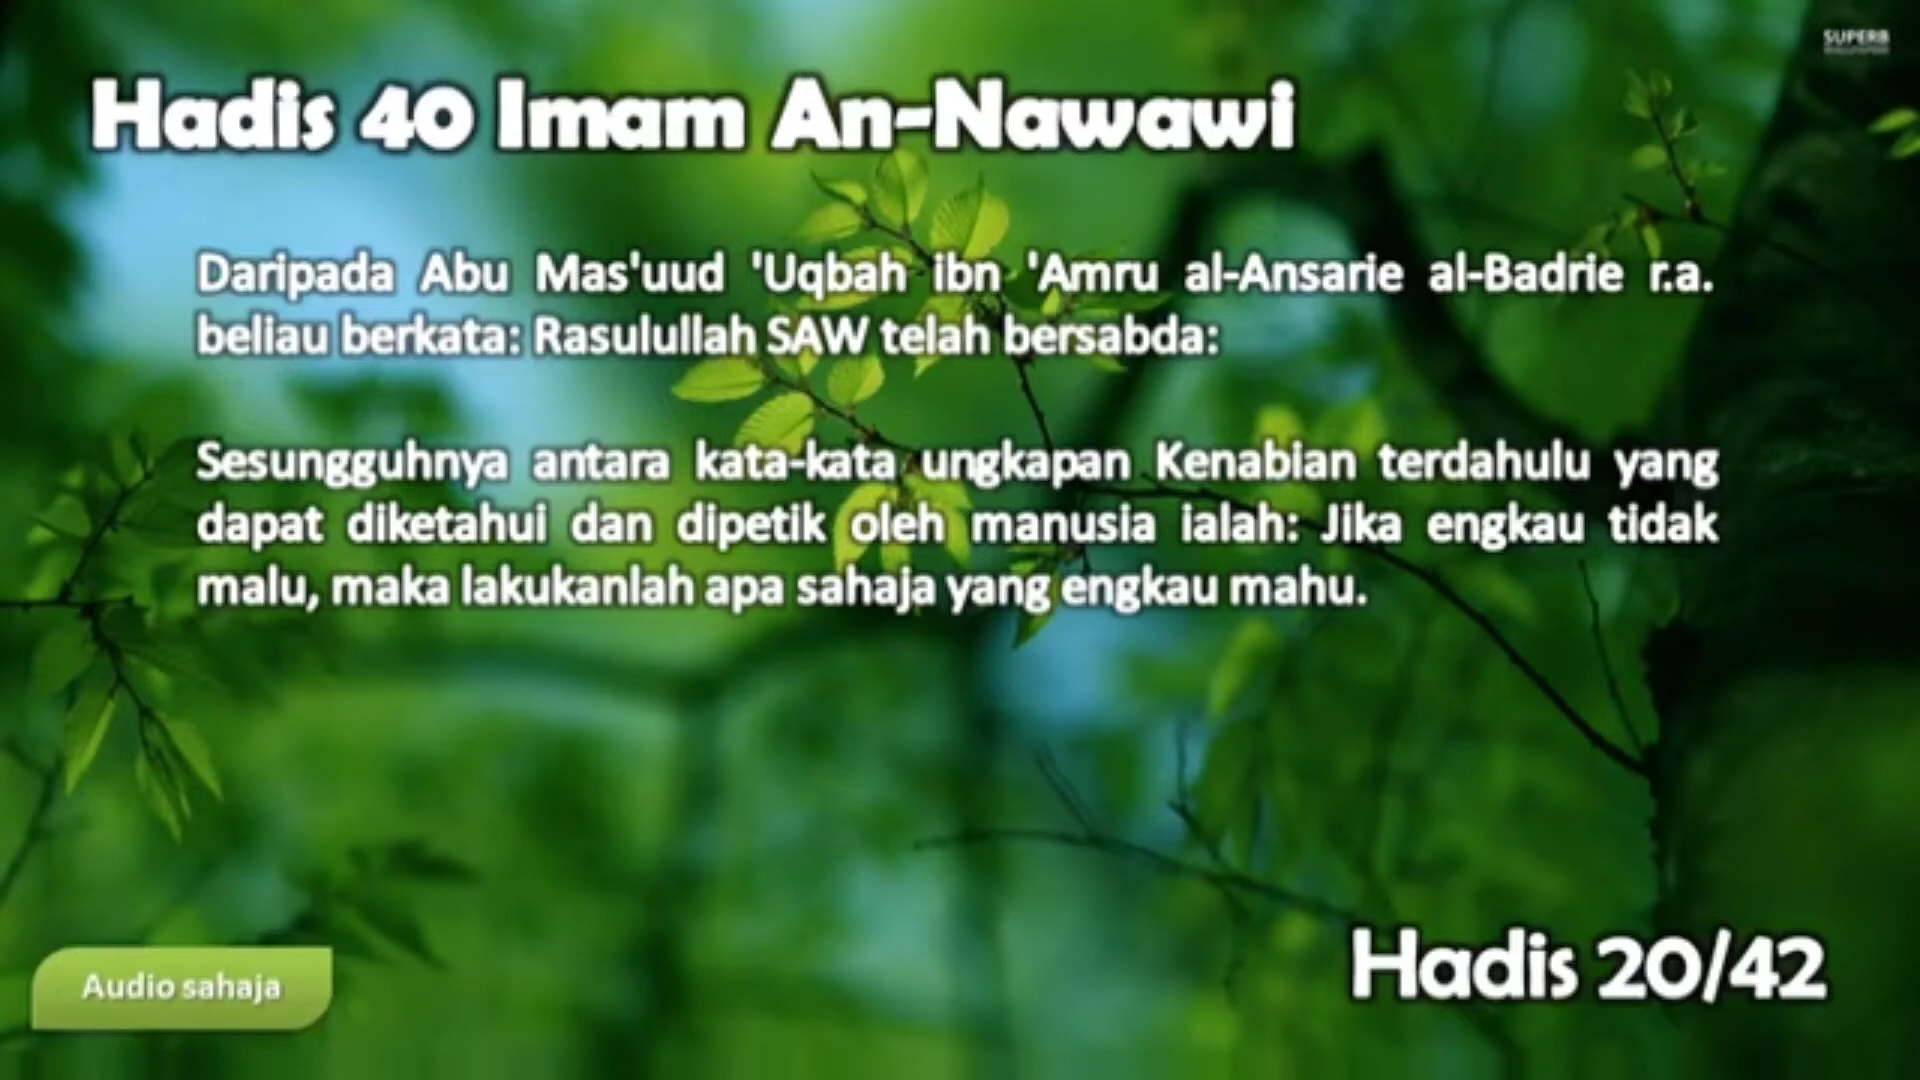 SUPERB
Hadis 40 Imam An-Nawawi
Daripada Abu Mas'uud 'Uqbah ibn 'Amru al-Ansarie al-Badrie r.a.
beliau berkata: Rasulullah SAW telah bersabda:
Sesungguhnya antara kata-kata ungkapan Kenabian terdahulu yang
dapat diketahui dan dipetik oleh manusia ialah: Jika engkau tidak
malu, maka lakukanlah apa sahaja yang engkau mahu.
Audio sahaja
Hadis 20/42